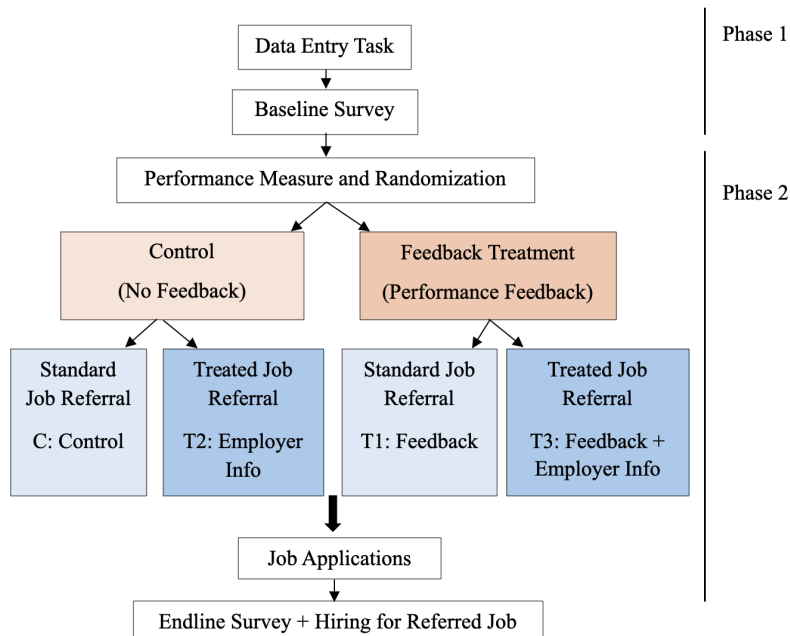 Phase 1
Data Entry Task
Baseline Survey
Phase 2
Performance Measure and Randomization
Control
(No Feedback)
Feedback Treatment
(Performance Feedback)
Standard
Job Referral
C: Control
Treated Job
Referral
T2: Employer
Info
Standard Job
Referral
T1: Feedback
Treated Job
Referral
T3: Feedback +
Employer Info
Job Applications
Endline Survey + Hiring for Referred Job